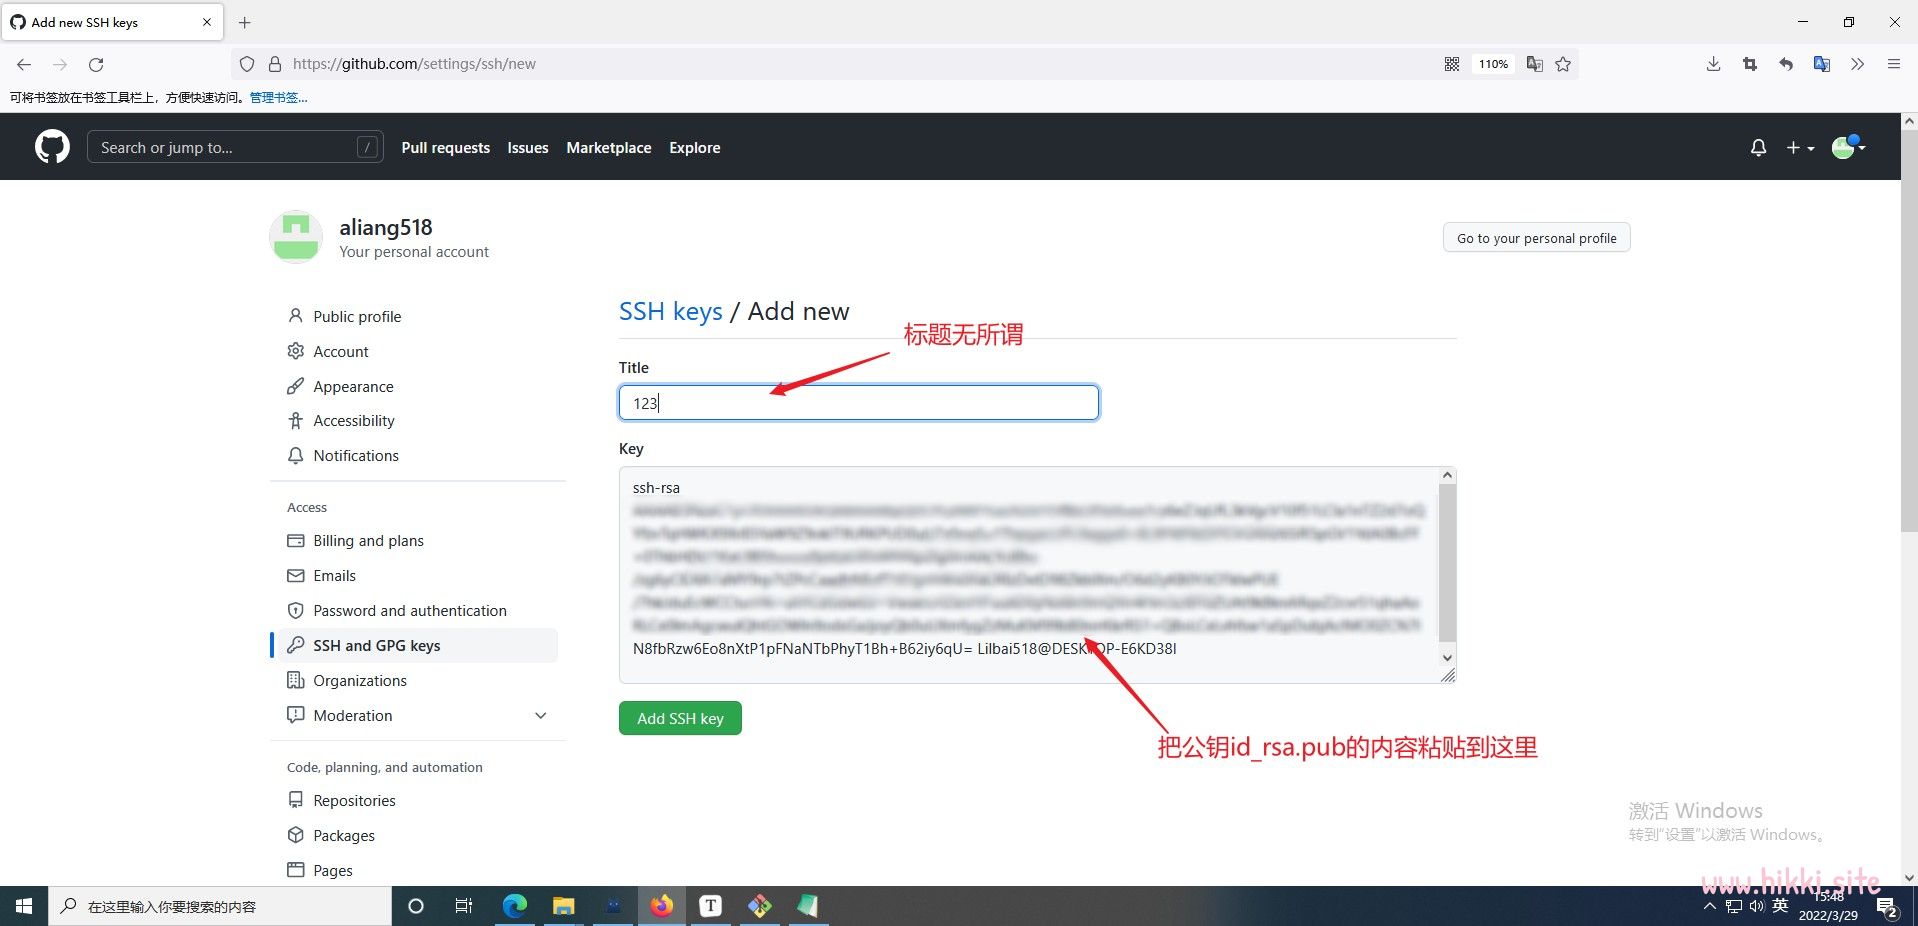 Add new SSH keys
https://github.com/settings/ssh/new
110%
可将书签放在书签工具栏上，方便快速访问。管理书签...
Search or jump to...
/
Pull requests
Issues
Marketplace
Explore
aliang518
Your personal account
Go to your personal profile
Public profile
Account
Appearance
Accessibility
Notifications
Access
Billing and plans
Emails
Password and authentication
SSH and GPG keys
Organizations
Moderation
Code, planning, and automation
Repositories
Packages
Pages
SSH keys / Add new
标题无所谓
Title
123
Key
ssh-rsa
N8fbRzw6Eo8nXtP1pFNaNTbPhyT1Bh+B62iy6qU=
Add SSH key
把公钥id_rsa.pub的内容粘贴到这里
激活 Windows
转到"设置"以激活 Windows。
www.hikki.site
在这里输入你要搜索的内容
T
英
15:48
2022/3/29
2